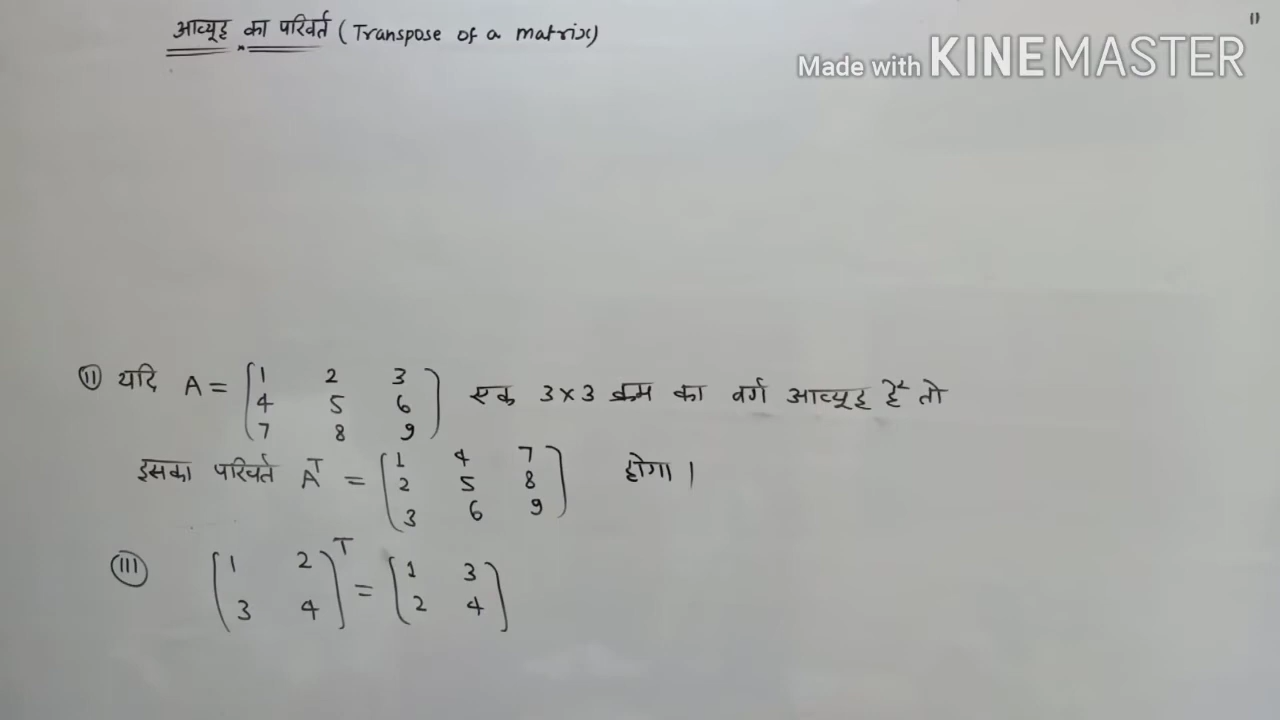 आव्यूह का परिवर्त (Transpose of a matrix)
11
Made with KINEMASTER
(ii) यदि A = [1 2 3
4 5 6
7 8 9] एक 3×3 क्रम का वर्ग आव्यूह है तो
इसका परिवर्त A^T = [1 4 7
2 5 8
3 6 9] होगा।
(iii) [1 2
3 4]^T = [1 3
2 4]